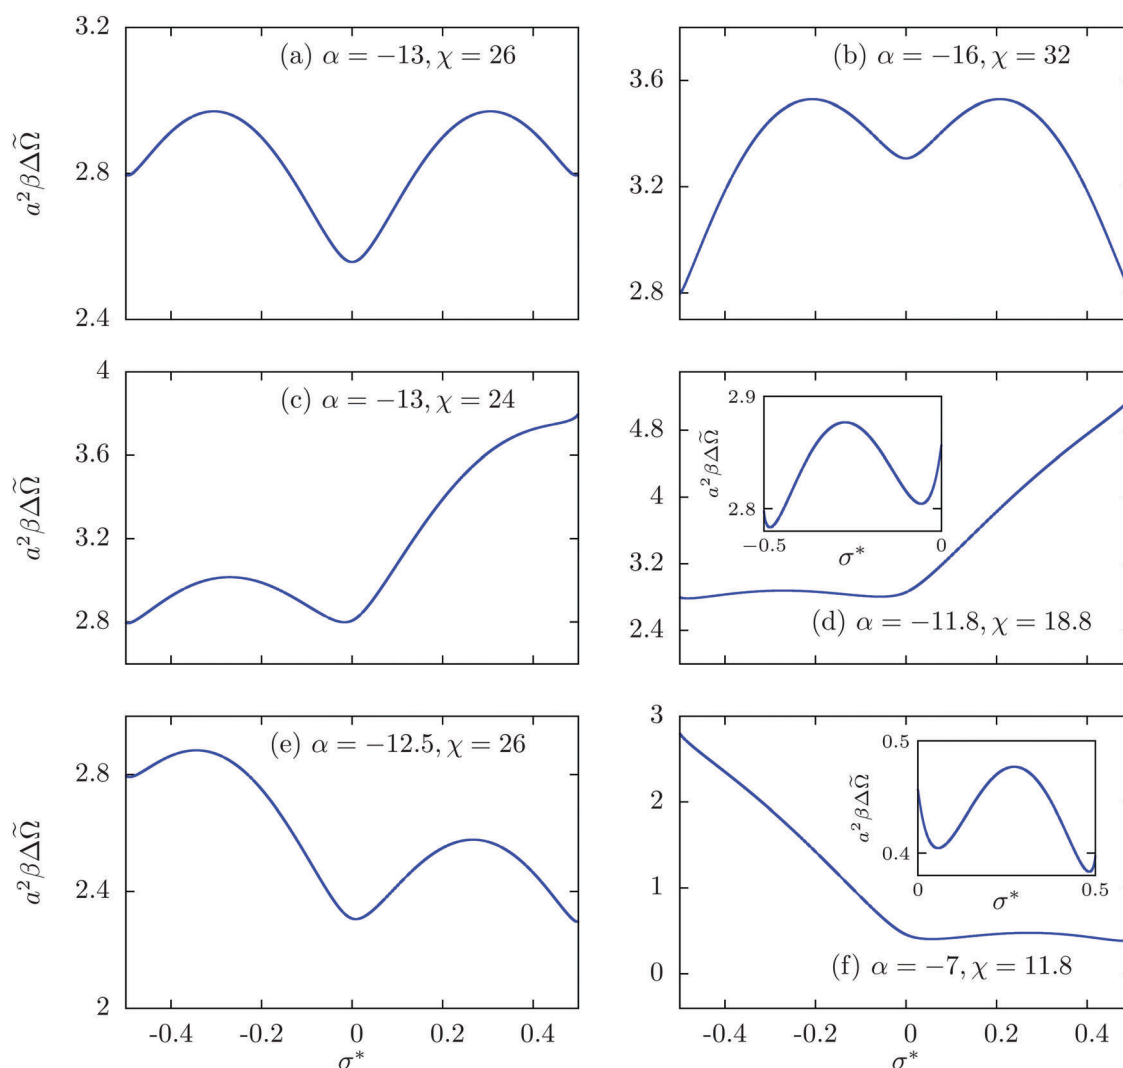 3.2
2.8
2.4
a²βΔΩ̃
(a) α = −13, χ = 26
3.6
3.2
2.8
(b) α = −16, χ = 32
4
3.6
3.2
2.8
a²βΔΩ̃
(c) α = −13, χ = 24
4.8
4
3.2
2.4
2.9
2.8
a²βΔΩ̃
−0.5
0
σ*
(d) α = −11.8, χ = 18.8
2.8
2.4
2
a²βΔΩ̃
(e) α = −12.5, χ = 26
-0.4
-0.2
0
0.2
0.4
σ*
3
2
1
0
0.5
0.4
a²βΔΩ̃
0
0.5
σ*
(f) α = −7, χ = 11.8
-0.4
-0.2
0
0.2
0.4
σ*